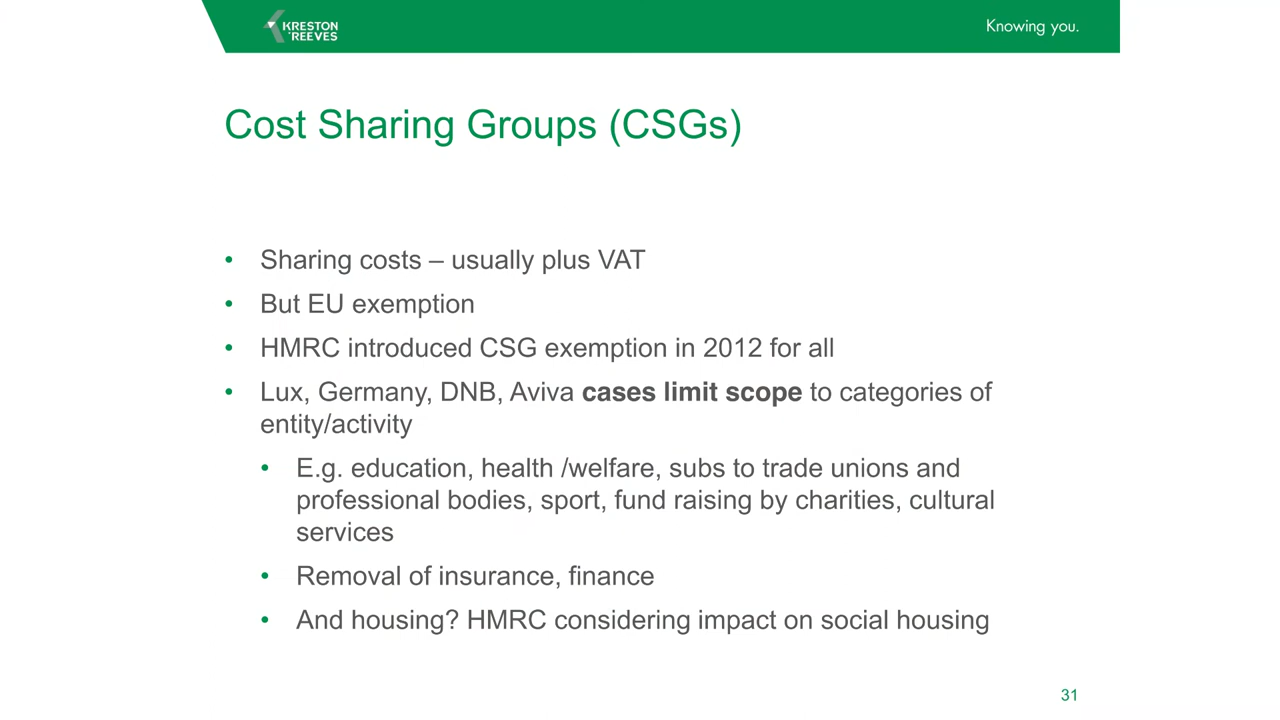 KRESTON
REEVES
Knowing you.
Cost Sharing Groups (CSGs)
• Sharing costs – usually plus VAT
• But EU exemption
• HMRC introduced CSG exemption in 2012 for all
• Lux, Germany, DNB, Aviva cases limit scope to categories of
entity/activity
• E.g. education, health /welfare, subs to trade unions and
professional bodies, sport, fund raising by charities, cultural
services
• Removal of insurance, finance
• And housing? HMRC considering impact on social housing
31